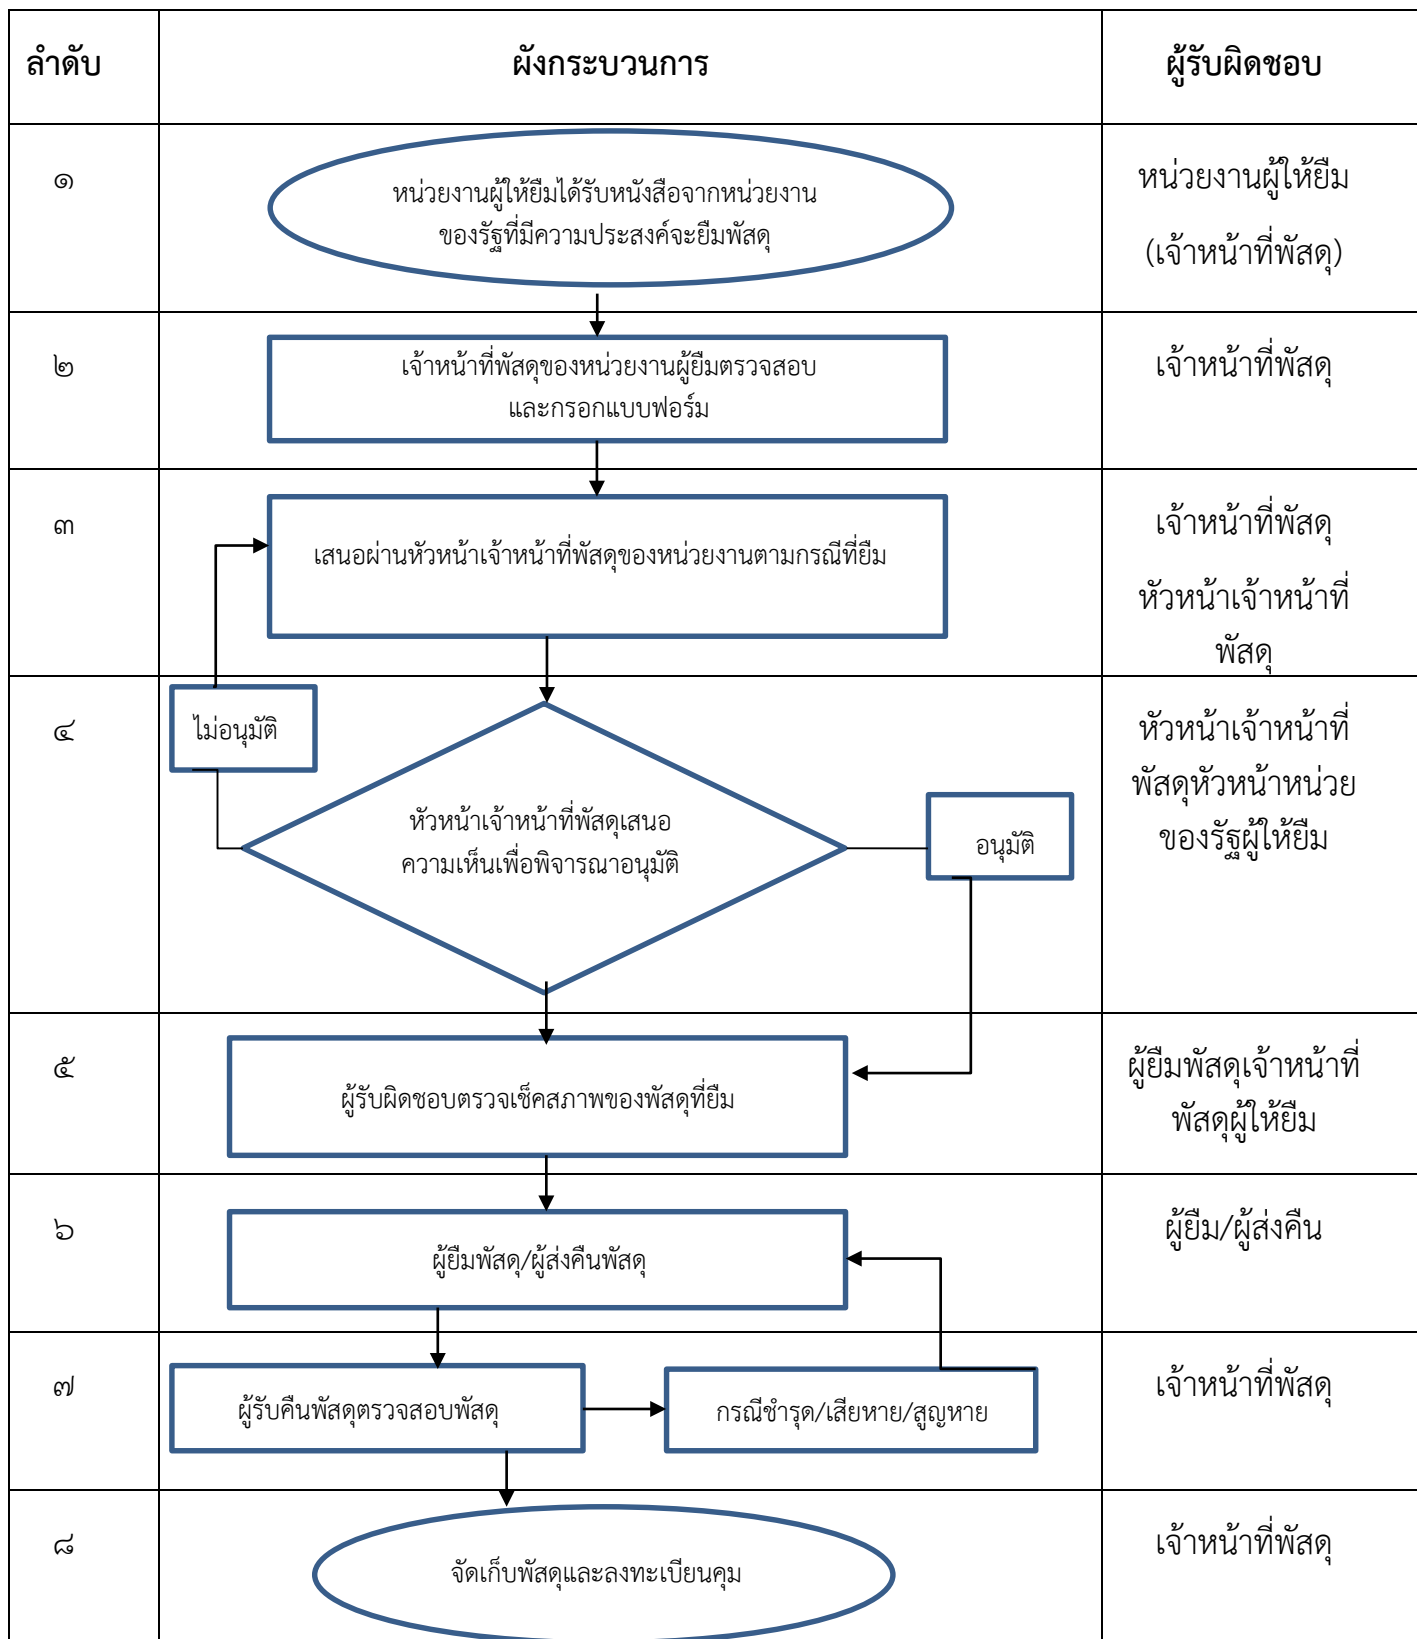 ลำดับ
ผังกระบวนการ
ผู้รับผิดชอบ
๑
หน่วยงานผู้ให้ยืมได้รับหนังสือจากหน่วยงาน
ของรัฐที่มีความประสงค์จะยืมพัสดุ
หน่วยงานผู้ให้ยืม
(เจ้าหน้าที่พัสดุ)
๒
เจ้าหน้าที่พัสดุของหน่วยงานผู้ยืมตรวจสอบ
และกรอกแบบฟอร์ม
เจ้าหน้าที่พัสดุ
๓
เสนอผ่านหัวหน้าเจ้าหน้าที่พัสดุของหน่วยงานตามกรณีที่ยืม
เจ้าหน้าที่พัสดุ
หัวหน้าเจ้าหน้าที่
พัสดุ
๔
ไม่อนุมัติ
หัวหน้าเจ้าหน้าที่พัสดุเสนอ
ความเห็นเพื่อพิจารณาอนุมัติ
อนุมัติ
หัวหน้าเจ้าหน้าที่
พัสดุหัวหน้าหน่วย
ของรัฐผู้ให้ยืม
๕
ผู้รับผิดชอบตรวจเช็คสภาพของพัสดุที่ยืม
ผู้ยืมพัสดุเจ้าหน้าที่
พัสดุผู้ให้ยืม
๖
ผู้ยืมพัสดุ/ผู้ส่งคืนพัสดุ
ผู้ยืม/ผู้ส่งคืน
๗
ผู้รับคืนพัสดุตรวจสอบพัสดุ
กรณีชำรุด/เสียหาย/สูญหาย
เจ้าหน้าที่พัสดุ
๘
จัดเก็บพัสดุและลงทะเบียนคุม
เจ้าหน้าที่พัสดุ